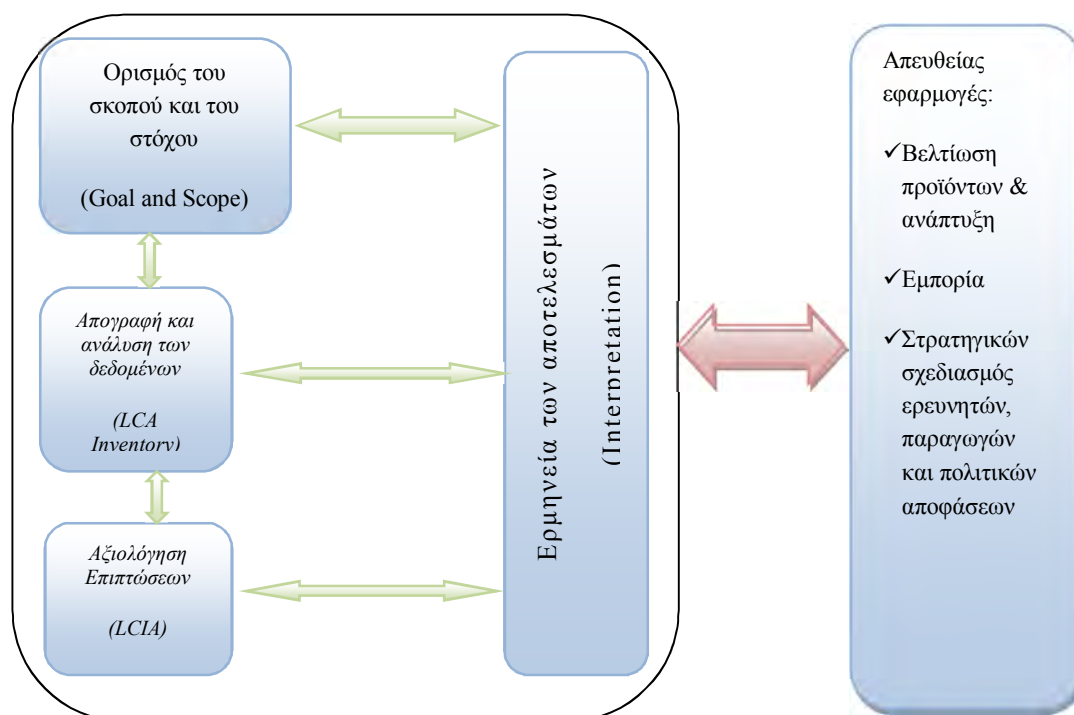 Ορισμός του
σκοπού και του
στόχου
(Goal and Scope)
Απογραφή και
ανάλυση των
δεδομένων
(LCA
Inventory)
Αξιολόγηση
Επιπτώσεων
(LCIA)
Ερμηνεία των αποτελεσμάτων
(Interpretation)
Απευθείας
εφαρμογές:
✓Βελτίωση
προϊόντων &
ανάπτυξη
✓Εμπορία
✓Στρατηγικών
σχεδιασμός
ερευνητών,
παραγωγών
και πολιτικών
αποφάσεων